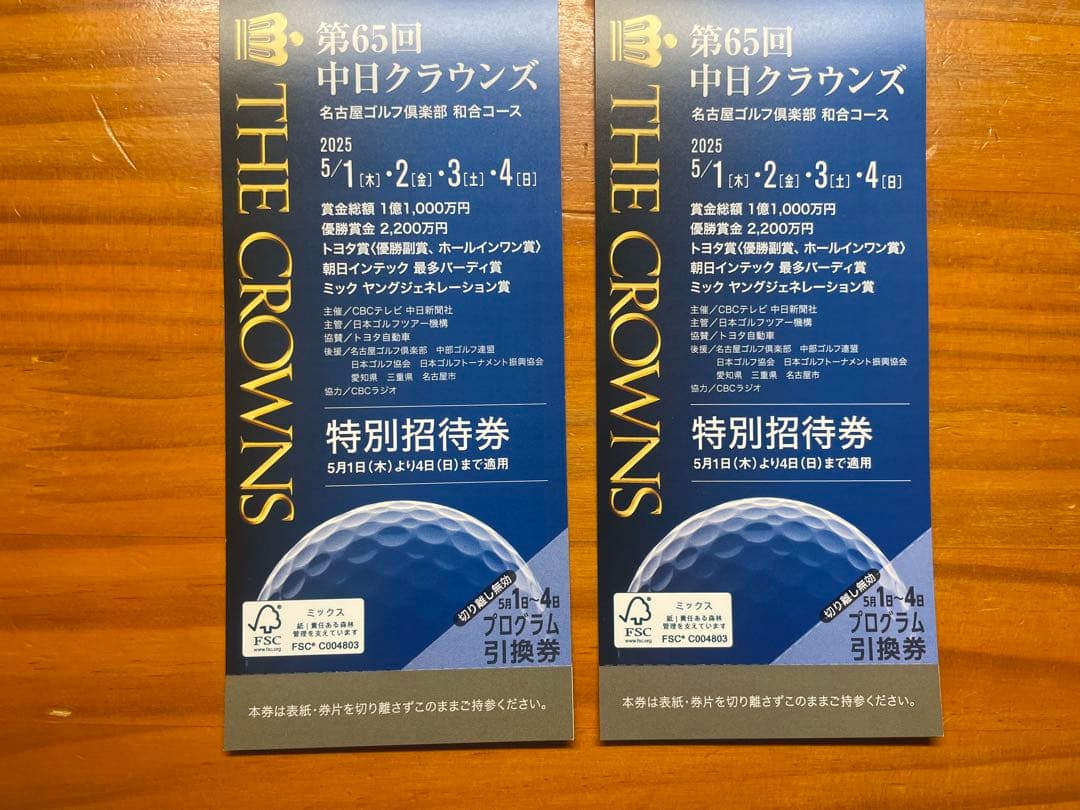 THE CROWNS
第65回
中日クラウンズ
名古屋ゴルフ倶楽部 和合コース
2025
5/1[木]・2[金]・3[土]・4[日]
賞金総額 1億1,000万円
優勝賞金 2,200万円
トヨタ賞〈優勝副賞、ホールインワン賞〉
朝日インテック 最多バーディ賞
ミック ヤングジェネレーション賞
主催/CBCテレビ 中日新聞社
主管/日本ゴルフツアー機構
協賛/トヨタ自動車
後援/名古屋ゴルフ倶楽部 中部ゴルフ連盟
日本ゴルフ協会 日本ゴルフトーナメント振興協会
愛知県 三重県 名古屋市
協力/CBCラジオ
特別招待券
5月1日(木)より4日(日)まで適用
切り離し無効
5月1日~4日
プログラム
引換券
FSC
www.fsc.org
ミックス
紙|責任ある森林
管理を支えています
FSC® C004803
本券は表紙・券片を切り離さずこのままご持参ください。
THE CROWNS
第65回
中日クラウンズ
名古屋ゴルフ倶楽部 和合コース
2025
5/1[木]・2[金]・3[土]・4[日]
賞金総額 1億1,000万円
優勝賞金 2,200万円
トヨタ賞〈優勝副賞、ホールインワン賞〉
朝日インテック 最多バーディ賞
ミック ヤングジェネレーション賞
主催/CBCテレビ 中日新聞社
主管/日本ゴルフツアー機構
協賛/トヨタ自動車
後援/名古屋ゴルフ倶楽部 中部ゴルフ連盟
日本ゴルフ協会 日本ゴルフトーナメント振興協会
愛知県 三重県 名古屋市
協力/CBCラジオ
特別招待券
5月1日(木)より4日(日)まで適用
切り離し無効
5月1日~4日
プログラム
引換券
FSC
www.fsc.org
ミックス
紙|責任ある森林
管理を支えています
FSC® C004803
本券は表紙・券片を切り離さずこのままご持参ください。